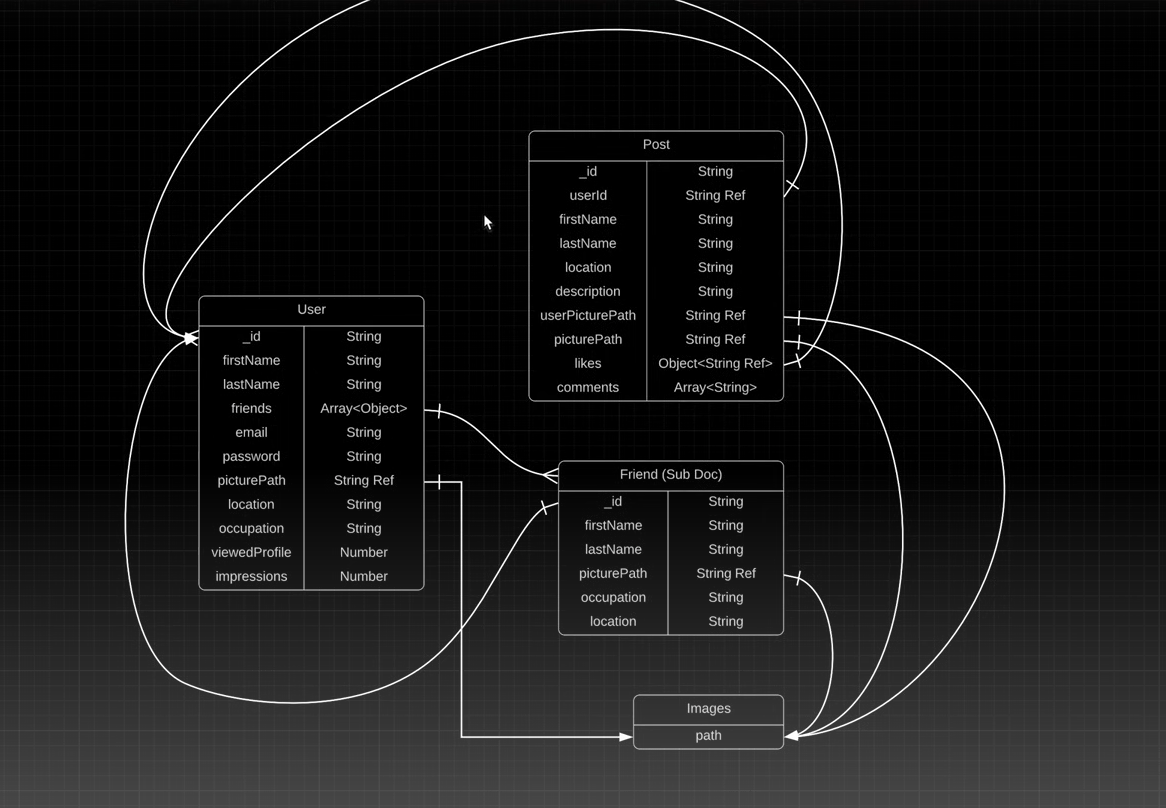 Post
_id String
userId String Ref
firstName String
lastName String
location String
description String
userPicturePath String Ref
picturePath String Ref
likes Object<String Ref>
comments Array<String>
User
_id String
firstName String
lastName String
friends Array<Object>
email String
password String
picturePath String Ref
location String
occupation String
viewedProfile Number
impressions Number
Friend (Sub Doc)
_id String
firstName String
lastName String
picturePath String Ref
occupation String
location String
Images
path